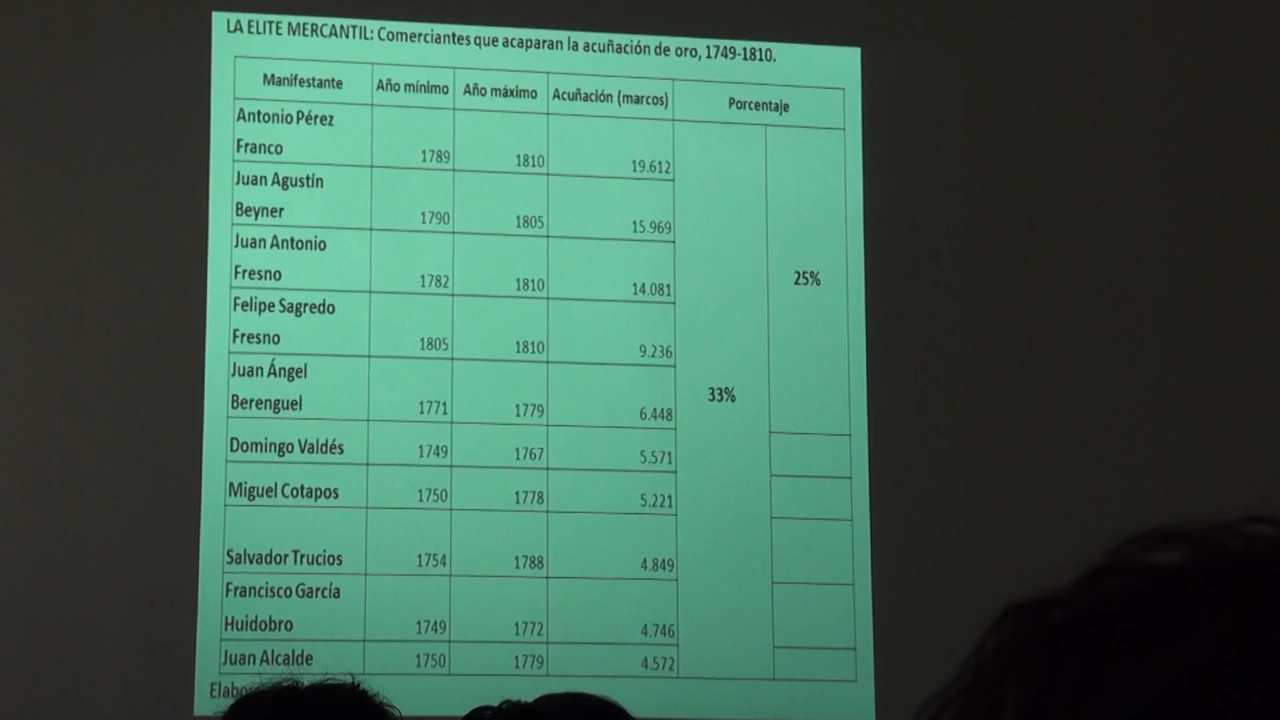 LA ELITE MERCANTIL: Comerciantes que acaparan la acuñación de oro, 1749-1810.
Manifestante Año mínimo Año máximo Acuñación (marcos) Porcentaje
Antonio Pérez
Franco 1789 1810 19.612
Juan Agustín
Beyner 1790 1805 15.969
Juan Antonio
Fresno 1782 1810 14.081 25%
Felipe Sagredo
Fresno 1805 1810 9.236
Juan Ángel
Berenguel 1771 1779 6.448 33%
Domingo Valdés 1749 1767 5.571
Miguel Cotapos 1750 1778 5.221
Salvador Trucios 1754 1788 4.849
Francisco García
Huidobro 1749 1772 4.746
Juan Alcalde 1750 1779 4.572